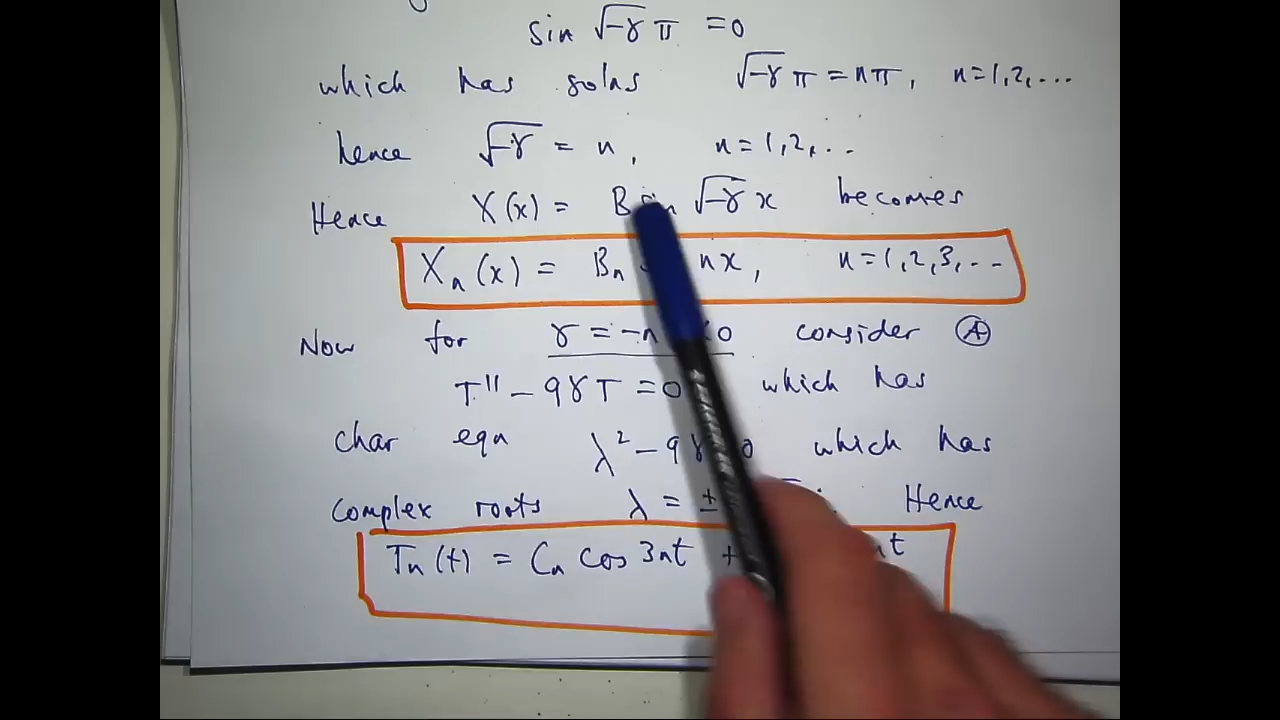 sin √-γ π = 0
which has solns √-γ π = nπ, n=1,2,...
hence √-γ = n, n=1,2,..
Hence X(x) = B √-γ x becomes
Xn(x) = Bn nx, n=1,2,3,...
Now for γ = -n <0 consider Ⓐ
T'' - 9γT = 0 which has
char eqn λ² - 9γ 0 which has
complex roots λ = ± Hence
Tn(t) = Cn cos 3nt + nt